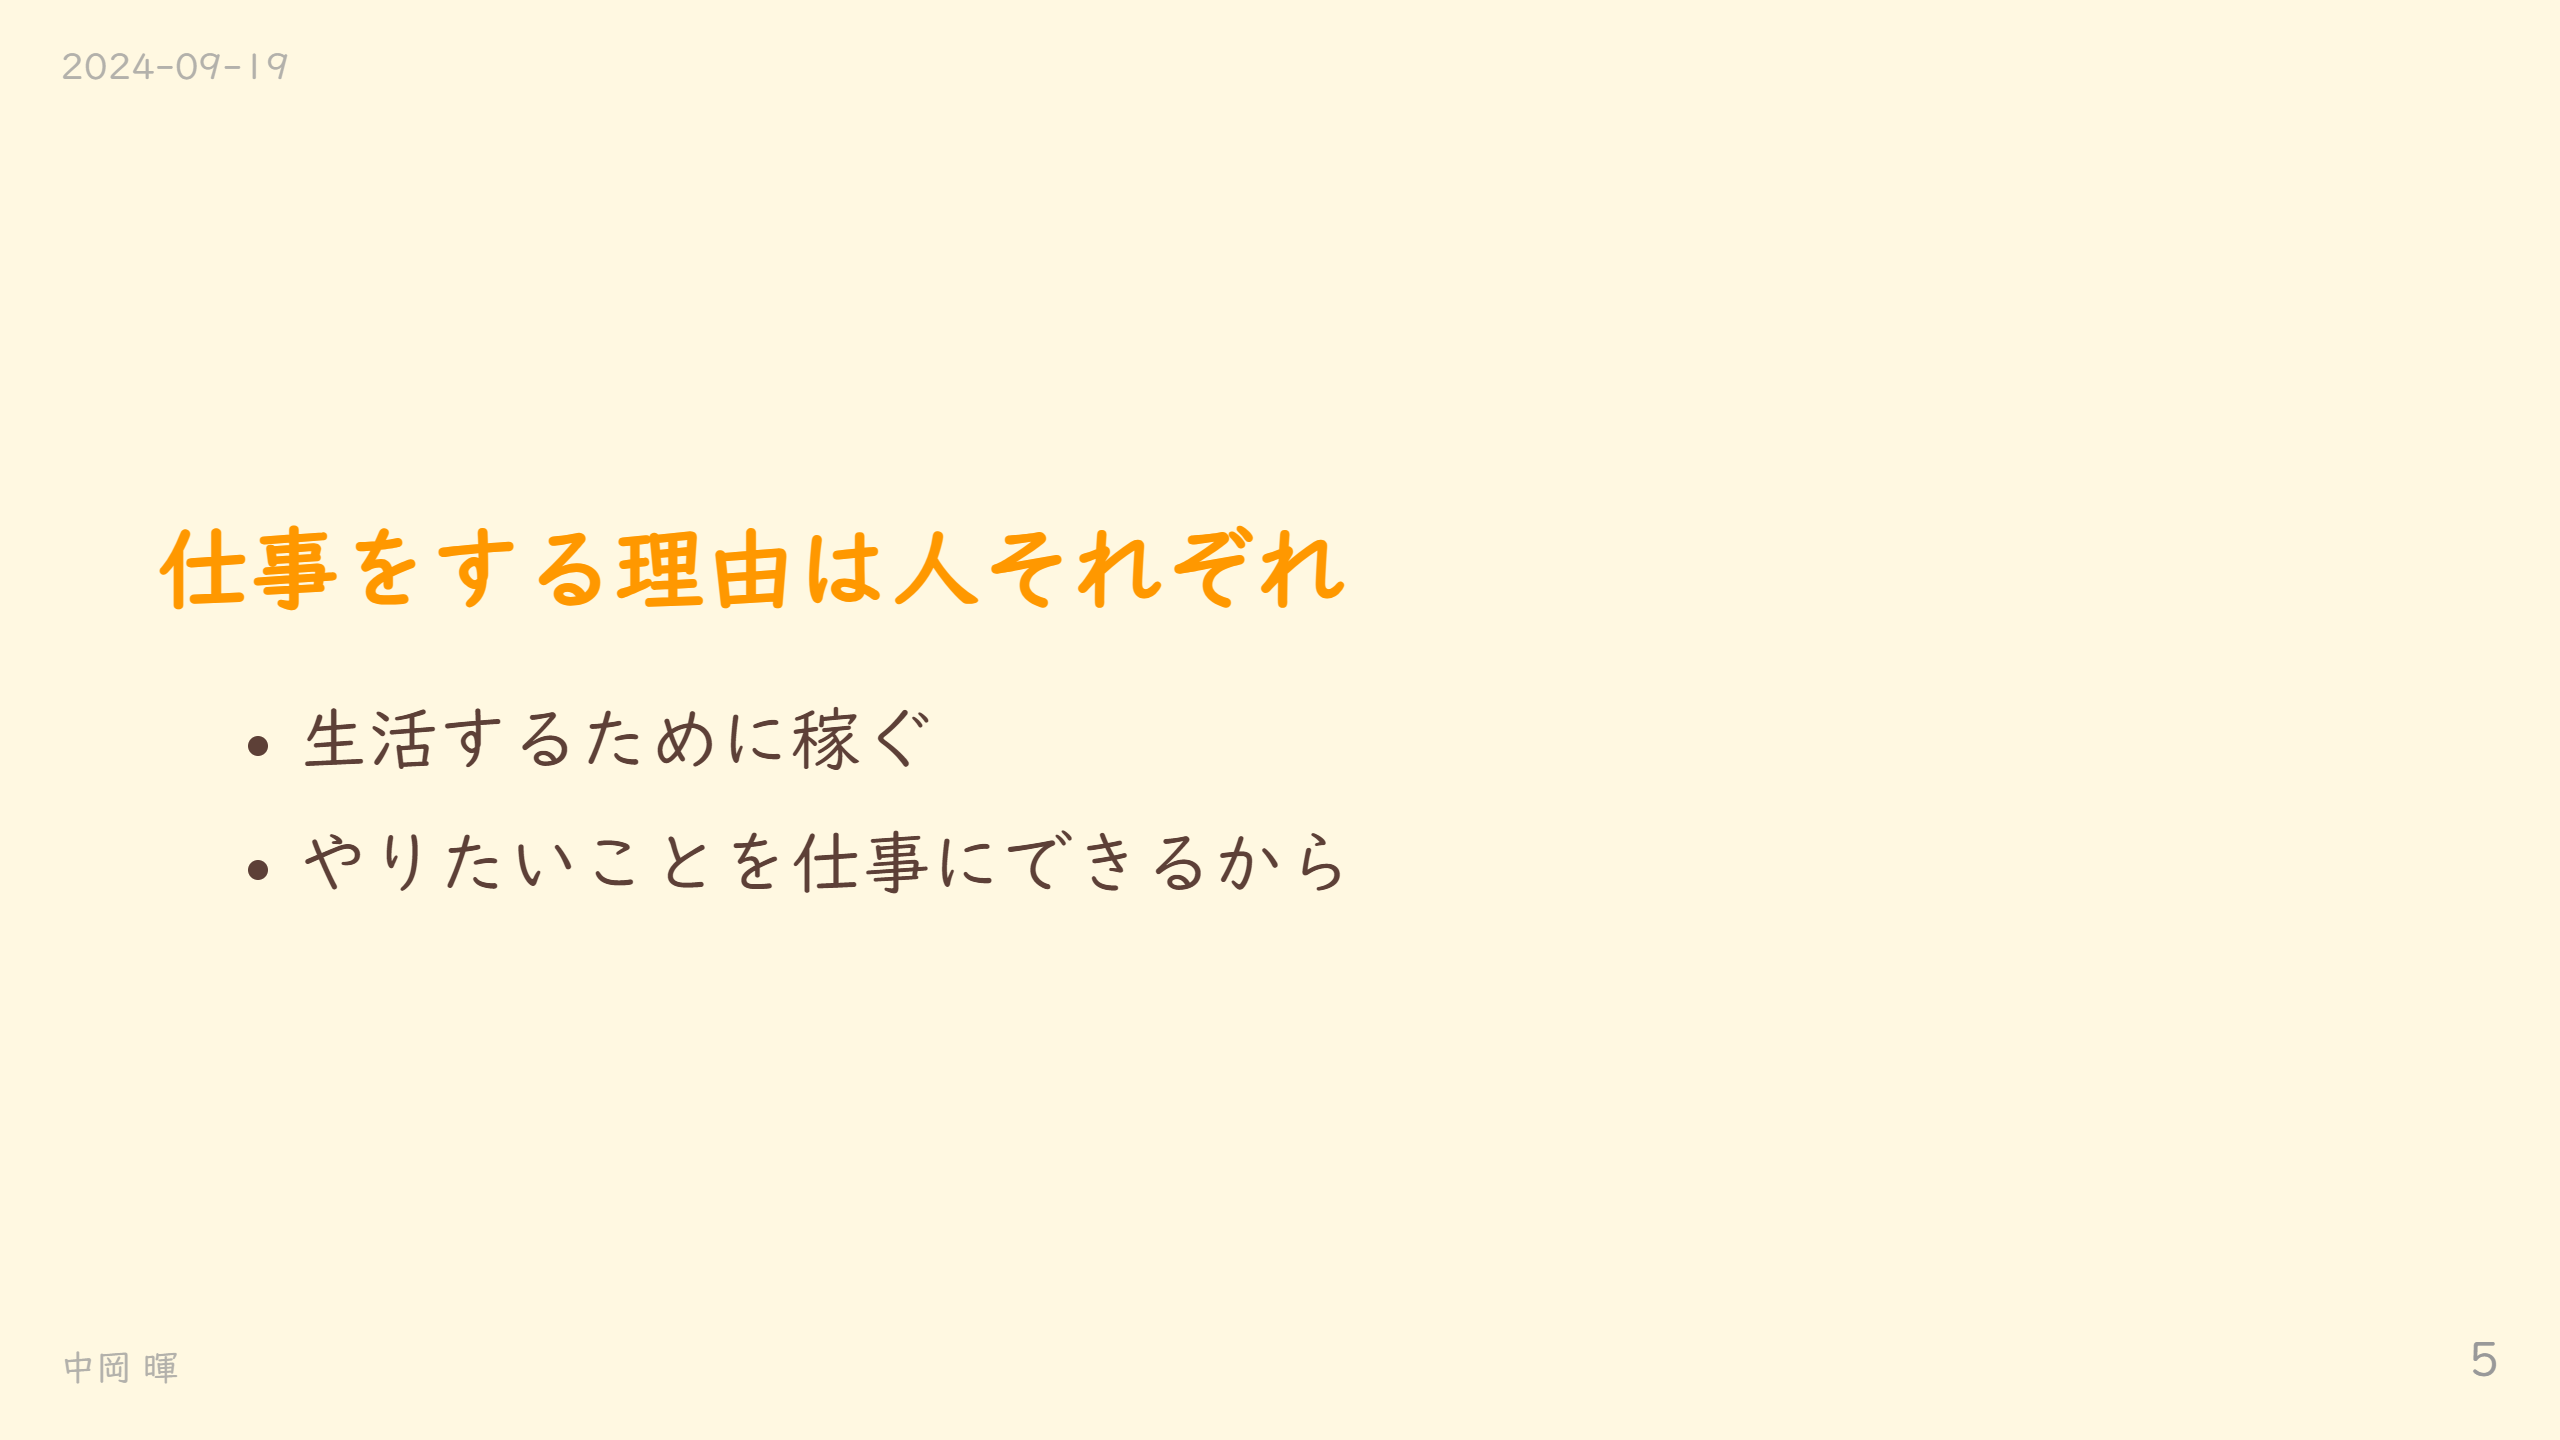 2024-09-19
仕事をする理由は人それぞれ
• 生活するために稼ぐ
• やりたいことを仕事にできるから
中岡 暉
5